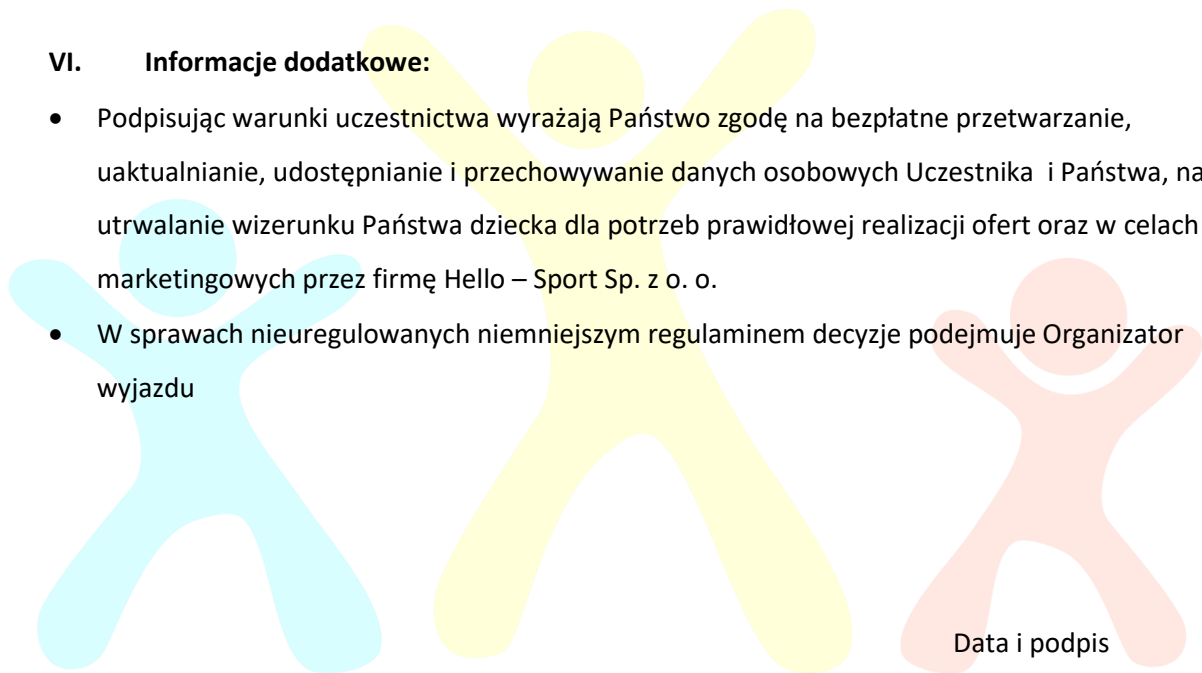 VI. Informacje dodatkowe:
• Podpisując warunki uczestnictwa wyrażają Państwo zgodę na bezpłatne przetwarzanie,
uaktualnianie, udostępnianie i przechowywanie danych osobowych Uczestnika i Państwa, na
utrwalanie wizerunku Państwa dziecka dla potrzeb prawidłowej realizacji ofert oraz w celach
marketingowych przez firmę Hello – Sport Sp. z o. o.
• W sprawach nieuregulowanych niemniejszym regulaminem decyzje podejmuje Organizator
wyjazdu
Data i podpis